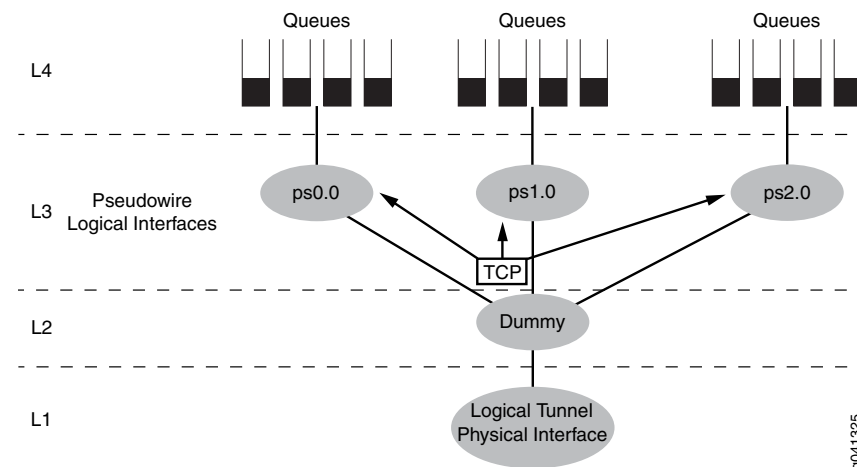 Queues Queues Queues
L4
ps0.0 ps1.0 ps2.0
L3 Pseudowire
Logical Interfaces
TCP
L2 Dummy
L1 Logical Tunnel
Physical Interface
g041325